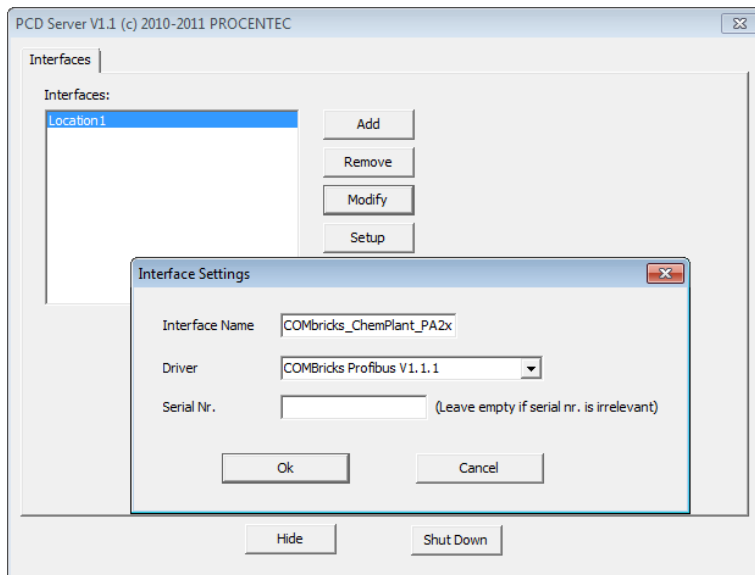 PCD Server V1.1 (c) 2010-2011 PROCENTEC
Interfaces
Interfaces:
Location1
Add
Remove
Modify
Setup
Interface Settings
Interface Name COMbricks_ChemPlant_PA2x
Driver COMBricks Profibus V1.1.1
Serial Nr. (Leave empty if serial nr. is irrelevant)
Ok Cancel
Hide Shut Down